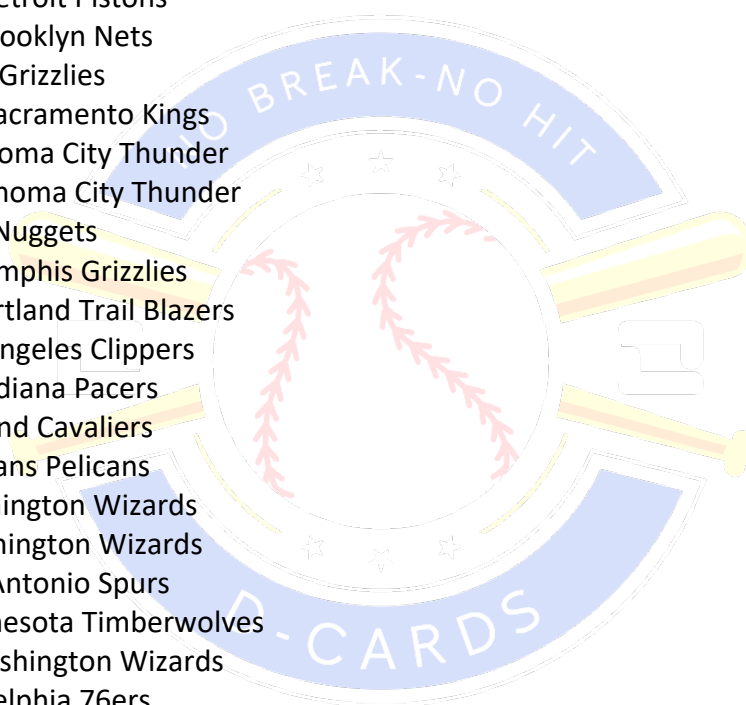 etroit Pistons
ooklyn Nets
Grizzlies
acramento Kings
oma City Thunder
homa City Thunder
Nuggets
mphis Grizzlies
rtland Trail Blazers
ngeles Clippers
diana Pacers
nd Cavaliers
ans Pelicans
ington Wizards
hington Wizards
Antonio Spurs
nesota Timberwolves
shington Wizards
elphia 76ers
NO BREAK-NO HIT
D-CARDS